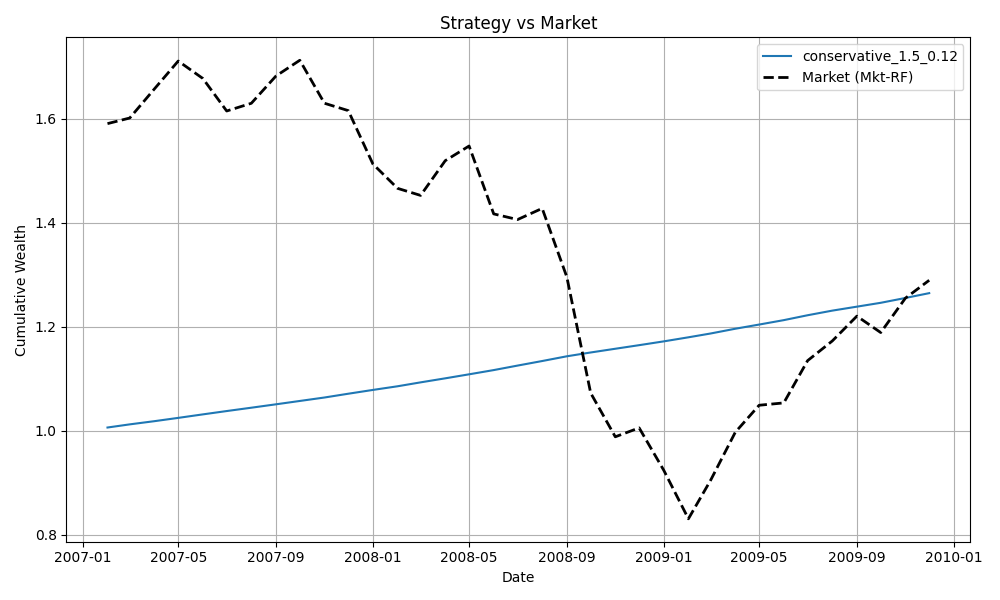 Strategy vs Market
conservative_1.5_0.12
Market (Mkt-RF)
Cumulative Wealth
1.6
1.4
1.2
1.0
0.8
2007-01 2007-05 2007-09 2008-01 2008-05 2008-09 2009-01 2009-05 2009-09 2010-01
Date